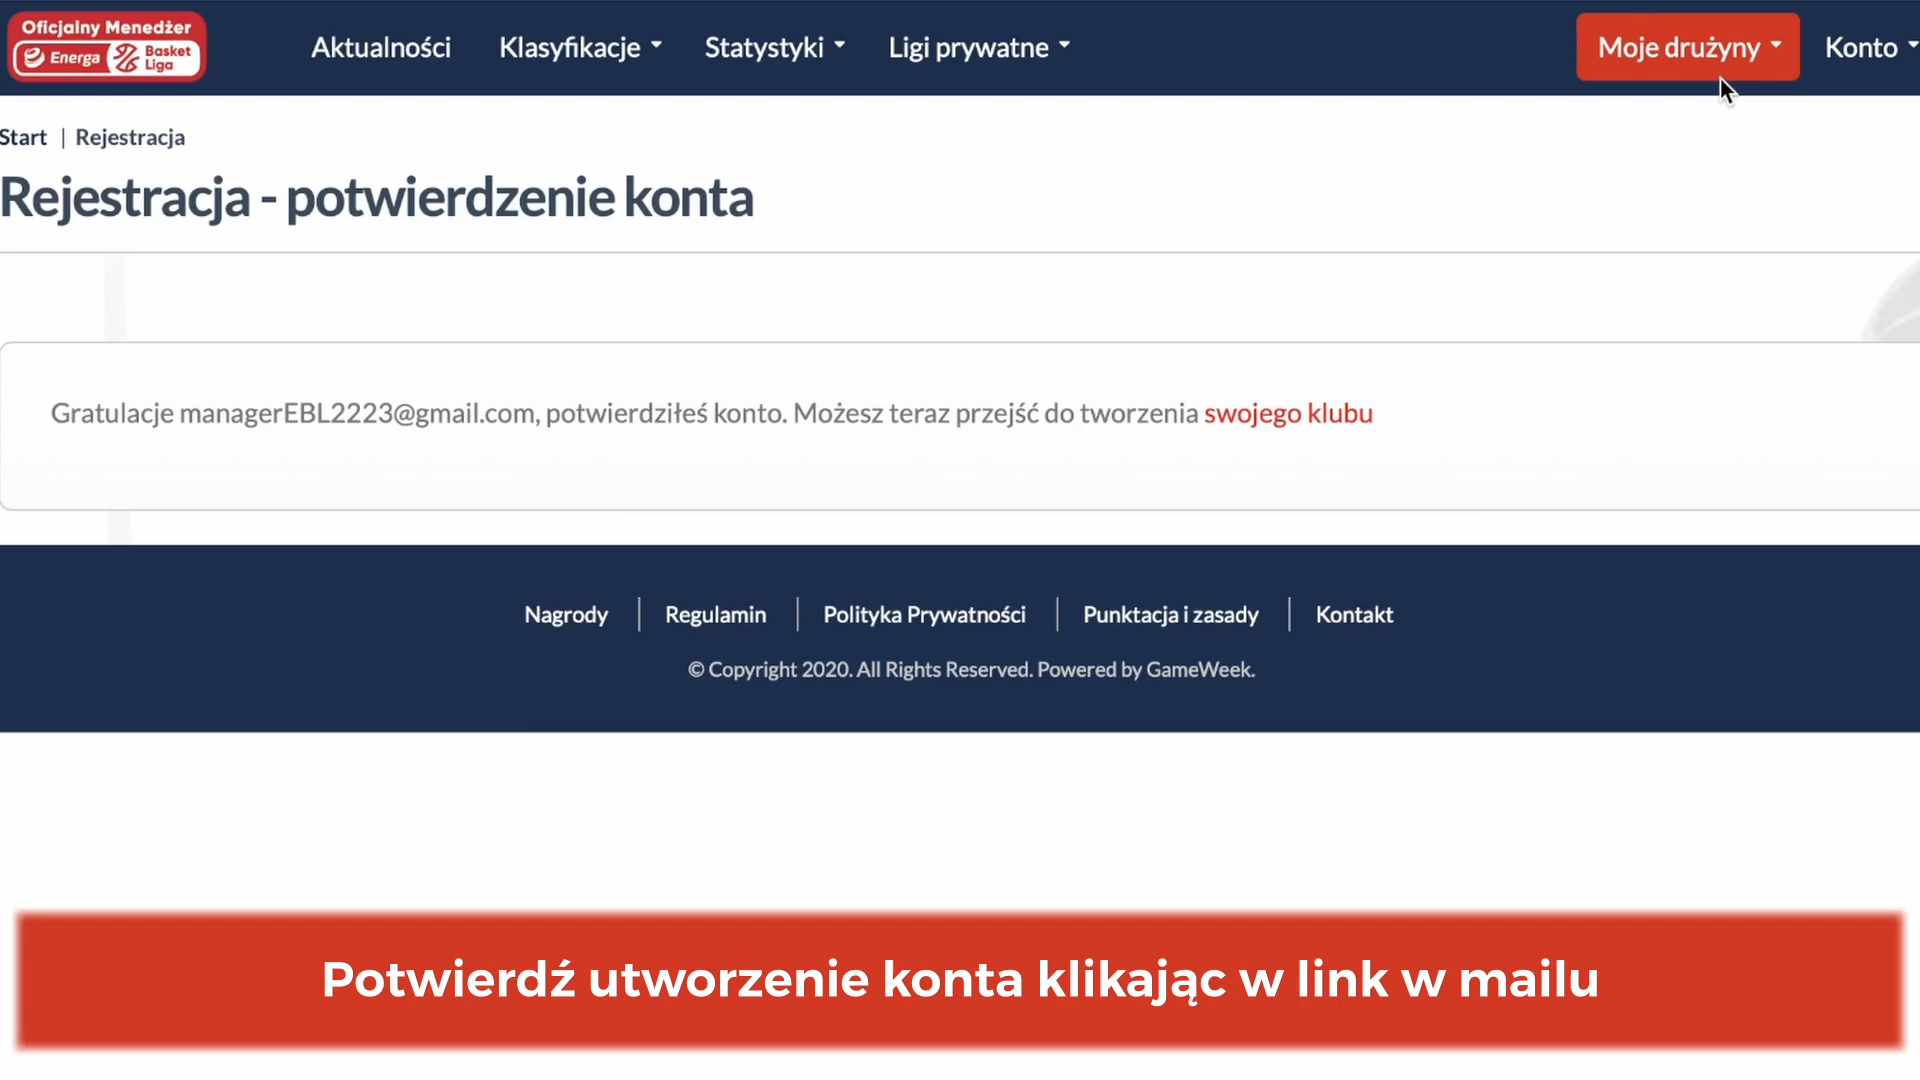 Oficjalny Menedżer
Energa Basket Liga
Aktualności Klasyfikacje Statystyki Ligi prywatne Moje drużyny Konto
Start | Rejestracja
Rejestracja - potwierdzenie konta
Gratulacje managerEBL2223@gmail.com, potwierdziłeś konto. Możesz teraz przejść do tworzenia swojego klubu
Nagrody | Regulamin | Polityka Prywatności | Punktacja i zasady | Kontakt
© Copyright 2020. All Rights Reserved. Powered by GameWeek.
Potwierdź utworzenie konta klikając w link w mailu